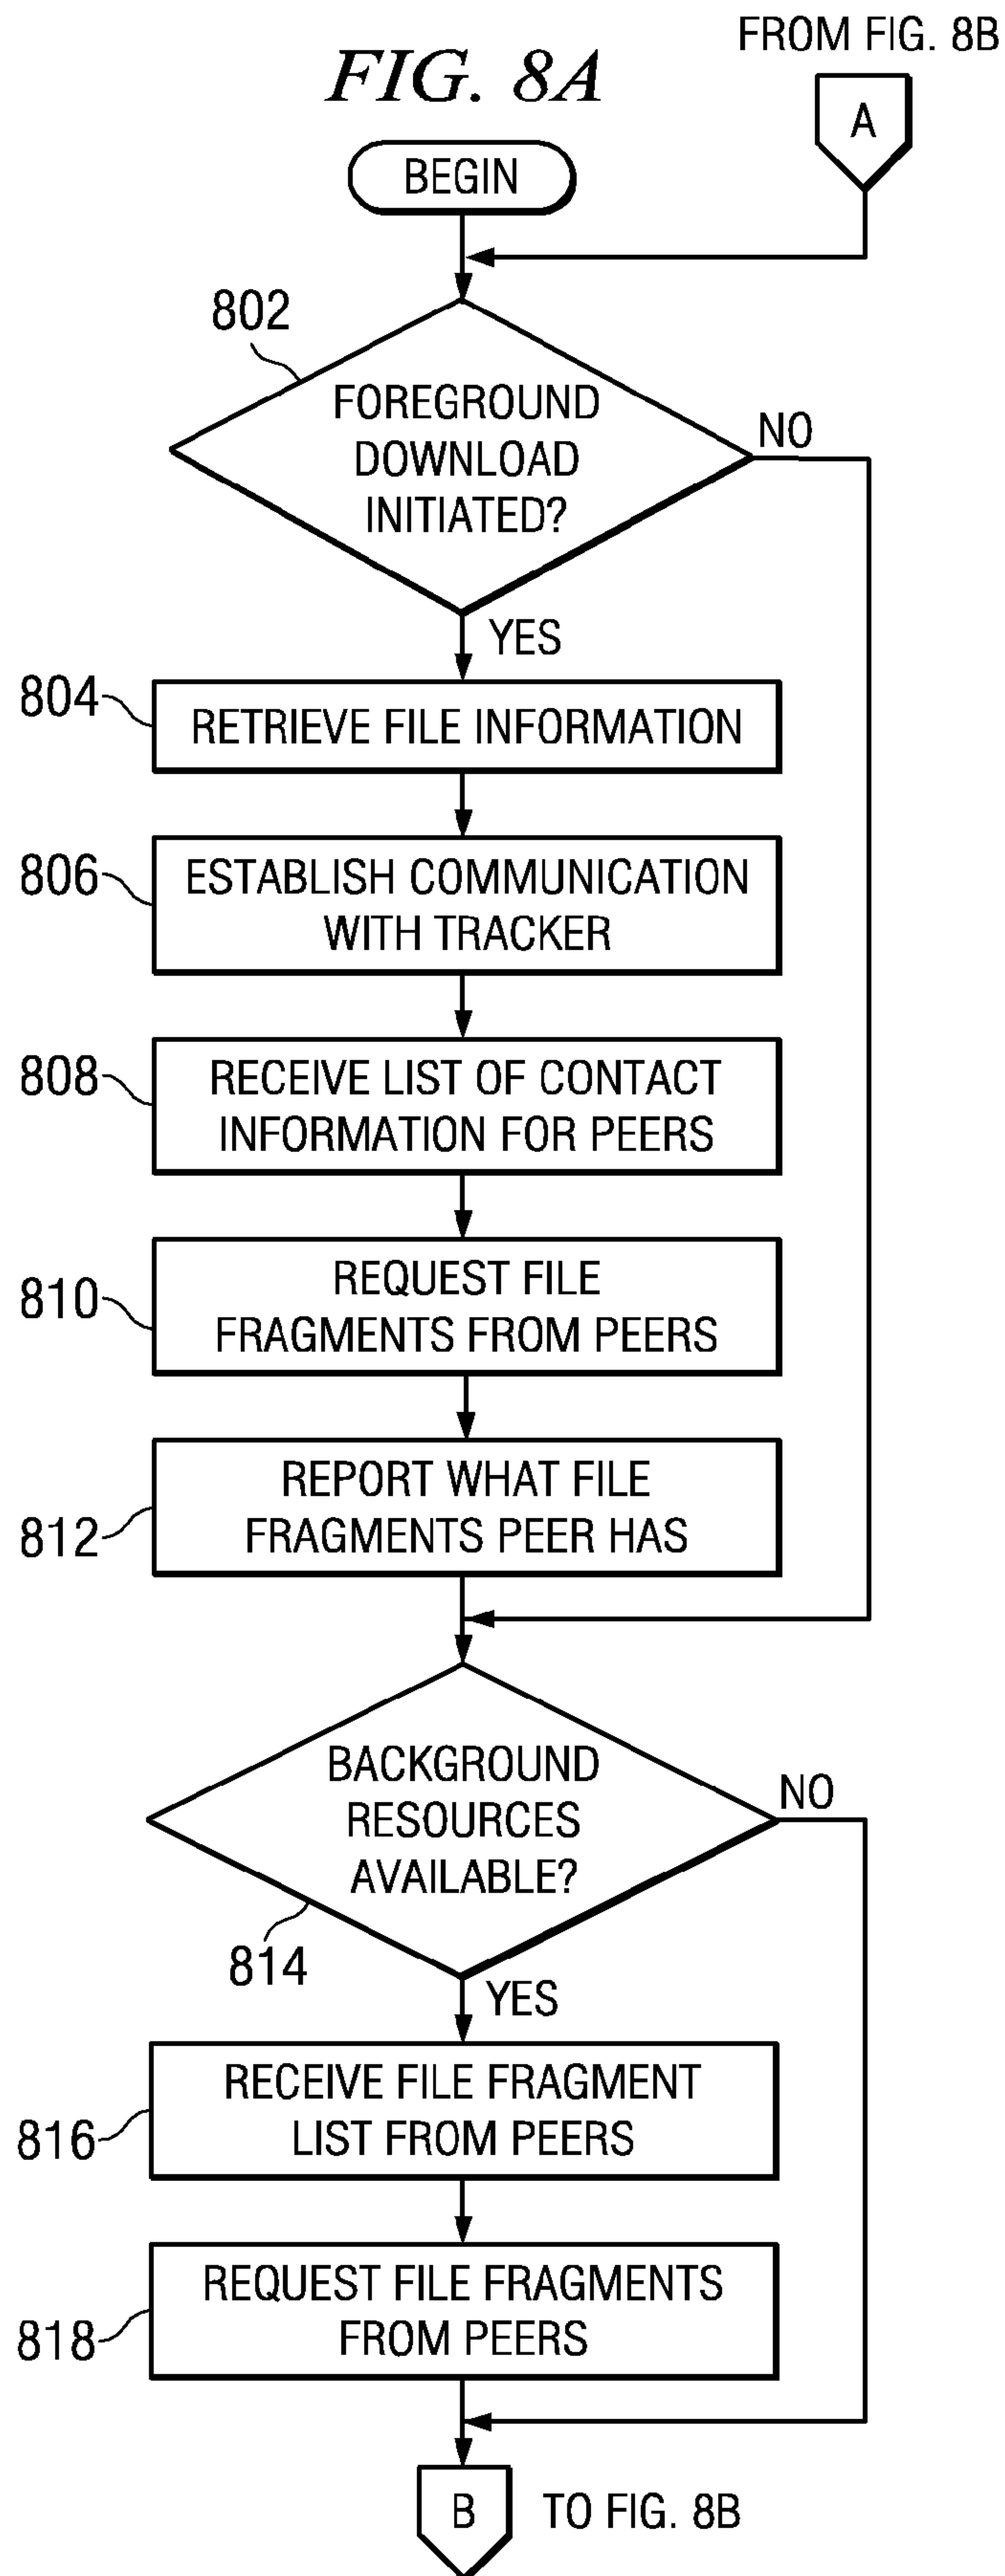 FROM FIG. 8B
FIG. 8A
A
BEGIN
802
FOREGROUND
DOWNLOAD
INITIATED?
NO
YES
804
RETRIEVE FILE INFORMATION
806
ESTABLISH COMMUNICATION
WITH TRACKER
808
RECEIVE LIST OF CONTACT
INFORMATION FOR PEERS
810
REQUEST FILE
FRAGMENTS FROM PEERS
812
REPORT WHAT FILE
FRAGMENTS PEER HAS
BACKGROUND
RESOURCES
AVAILABLE?
NO
814
YES
816
RECEIVE FILE FRAGMENT
LIST FROM PEERS
818
REQUEST FILE FRAGMENTS
FROM PEERS
B
TO FIG. 8B